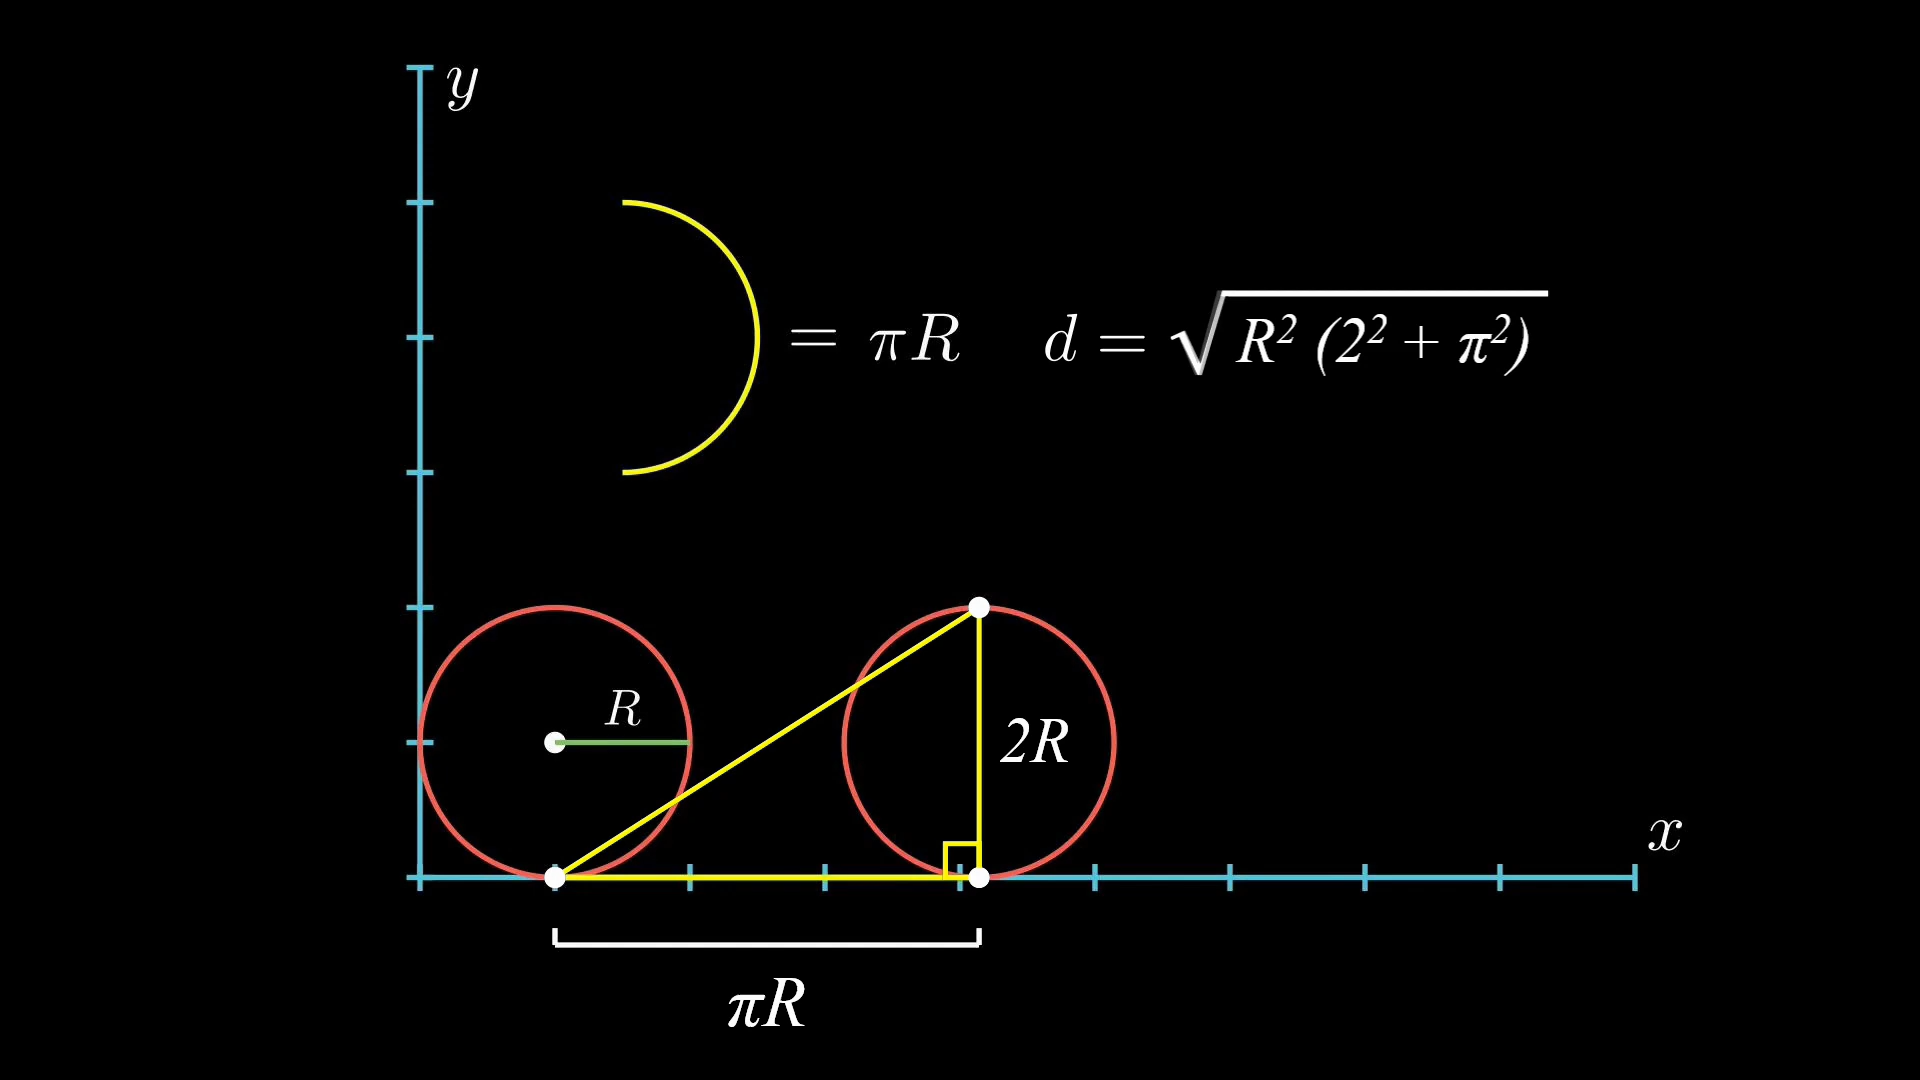 y
= πR
d = √(R² (2² + π²))
R
2R
x
πR